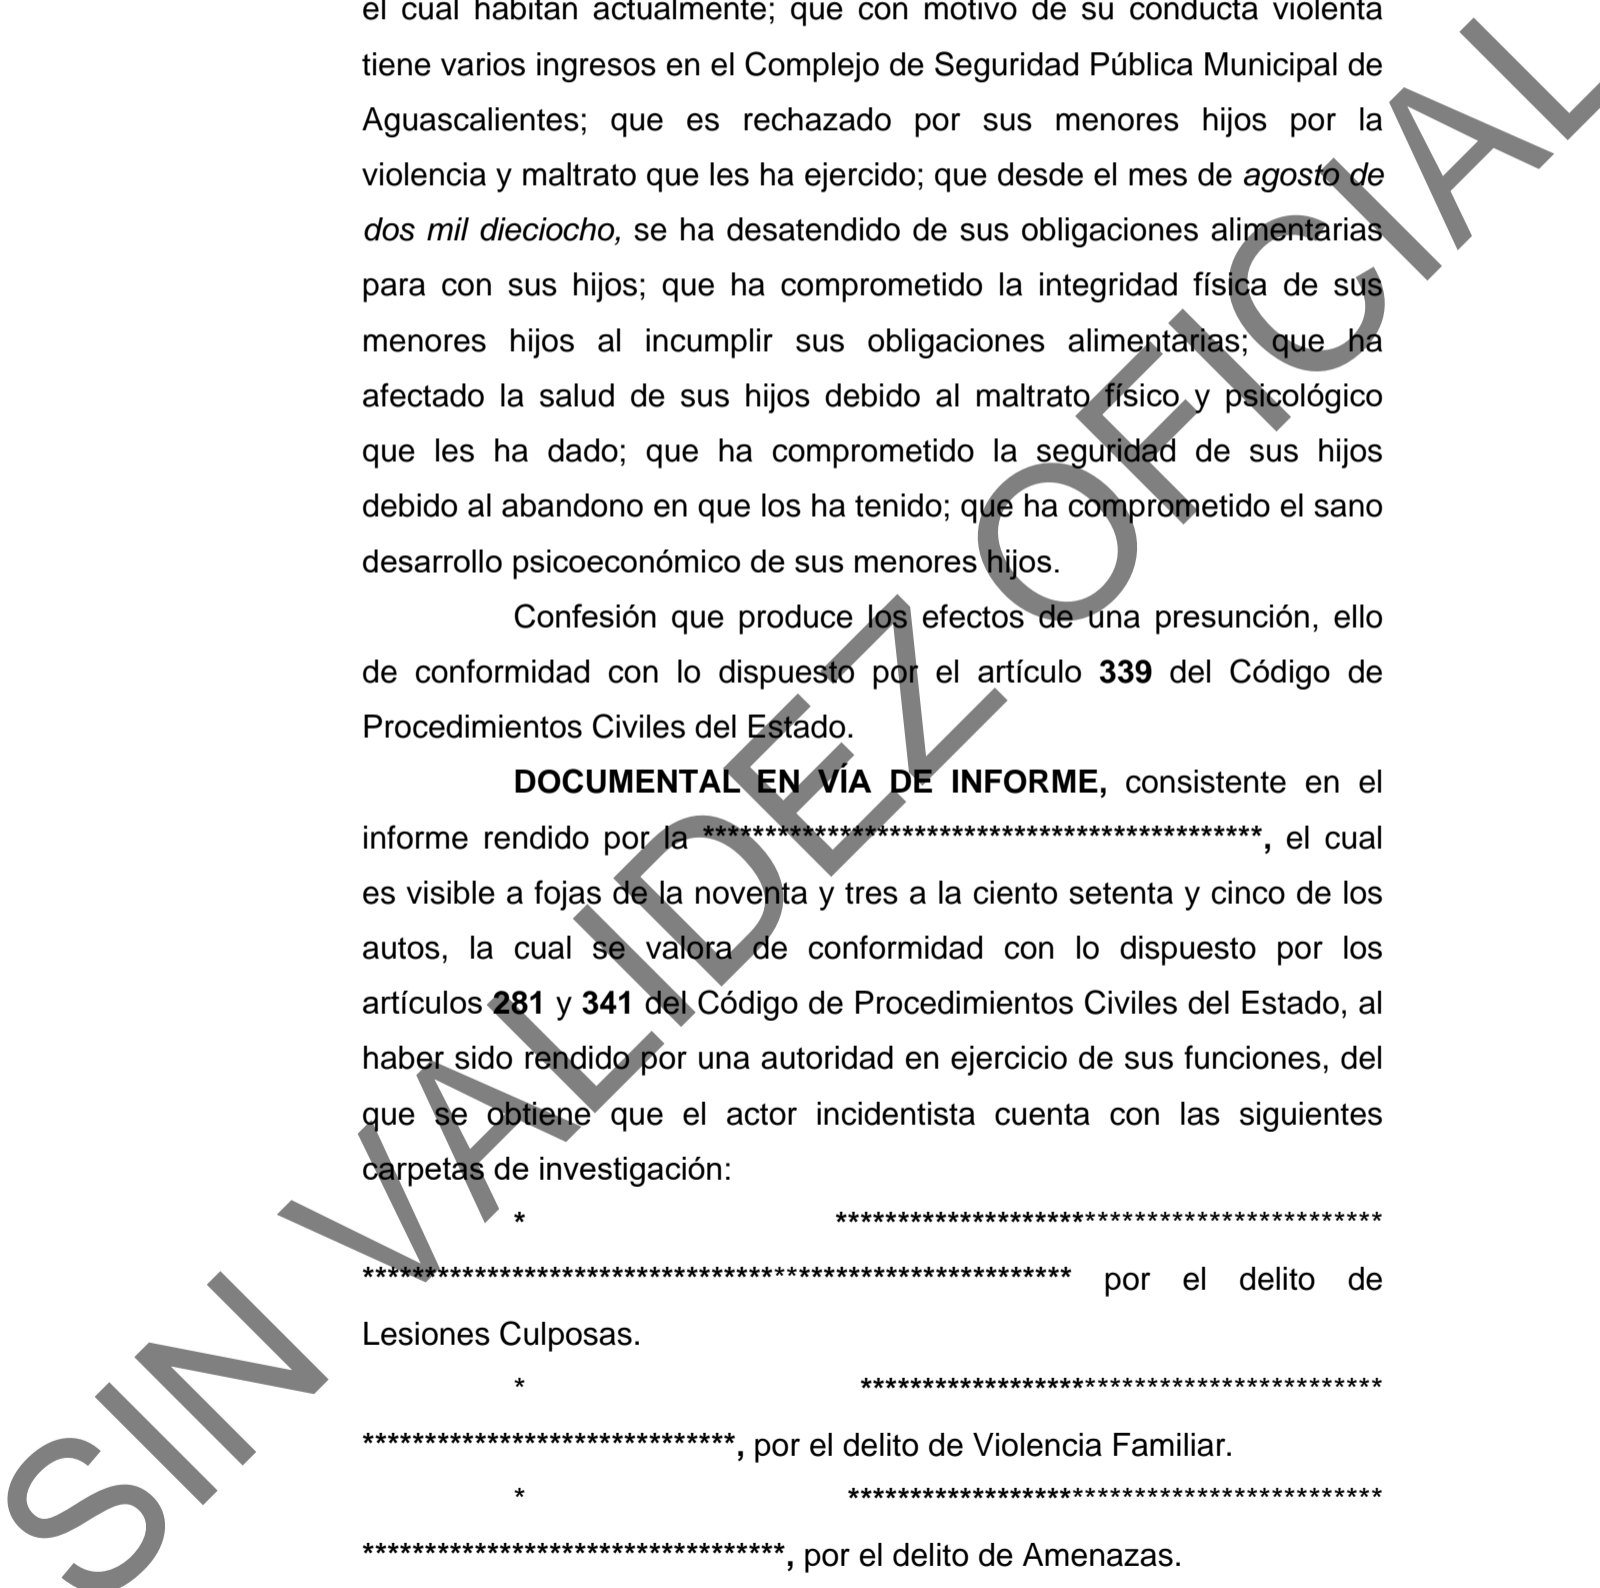 el cual habitan actualmente; que con motivo de su conducta violenta
tiene varios ingresos en el Complejo de Seguridad Pública Municipal de
Aguascalientes; que es rechazado por sus menores hijos por la
violencia y maltrato que les ha ejercido; que desde el mes de agosto de
dos mil dieciocho, se ha desatendido de sus obligaciones alimentarias
para con sus hijos; que ha comprometido la integridad física de sus
menores hijos al incumplir sus obligaciones alimentarias; que ha
afectado la salud de sus hijos debido al maltrato físico y psicológico
que les ha dado; que ha comprometido la seguridad de sus hijos
debido al abandono en que los ha tenido; que ha comprometido el sano
desarrollo psicoeconómico de sus menores hijos.
Confesión que produce los efectos de una presunción, ello
de conformidad con lo dispuesto por el artículo 339 del Código de
Procedimientos Civiles del Estado.
DOCUMENTAL EN VÍA DE INFORME, consistente en el
informe rendido por la *********************************************, el cual
es visible a fojas de la noventa y tres a la ciento setenta y cinco de los
autos, la cual se valora de conformidad con lo dispuesto por los
artículos 281 y 341 del Código de Procedimientos Civiles del Estado, al
haber sido rendido por una autoridad en ejercicio de sus funciones, del
que se obtiene que el actor incidentista cuenta con las siguientes
carpetas de investigación:
* ********************************************
********************************************************* por el delito de
Lesiones Culposas.
* ******************************************
******************************, por el delito de Violencia Familiar.
* *******************************************
**********************************, por el delito de Amenazas.
SIN VALIDEZ OFICIAL